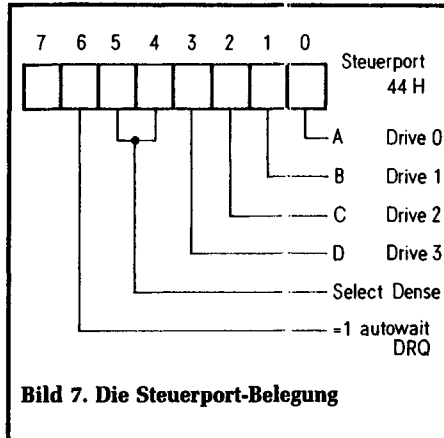 7 6 5 4 3 2 1 0
Steuerport
44 H
A Drive 0
B Drive 1
C Drive 2
D Drive 3
Select Dense
=1 autowait
DRQ
Bild 7. Die Steuerport-Belegung